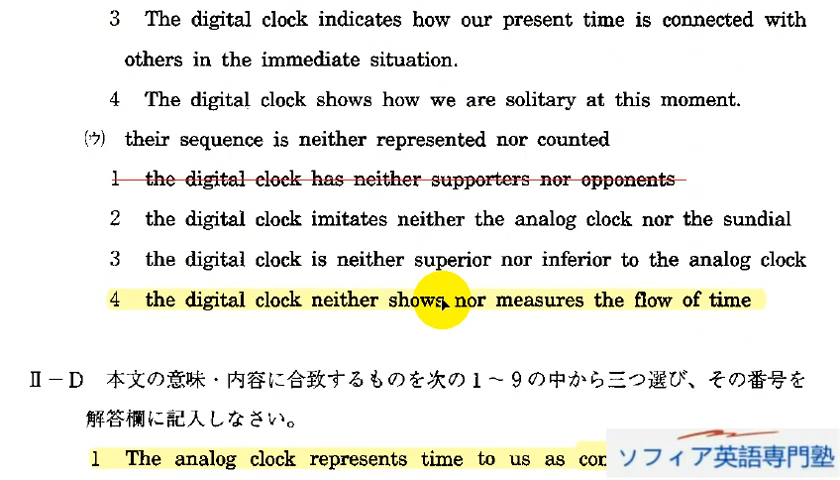 3 The digital clock indicates how our present time is connected with
others in the immediate situation.
4 The digital clock shows how we are solitary at this moment.
(ウ) their sequence is neither represented nor counted
1 the digital clock has neither supporters nor opponents
2 the digital clock imitates neither the analog clock nor the sundial
3 the digital clock is neither superior nor inferior to the analog clock
4 the digital clock neither shows nor measures the flow of time
Ⅱ－D 本文の意味・内容に合致するものを次の1～9の中から三つ選び、その番号を
解答欄に記入しなさい。
1 The analog clock represents time to us as
ソフィア英語専門塾